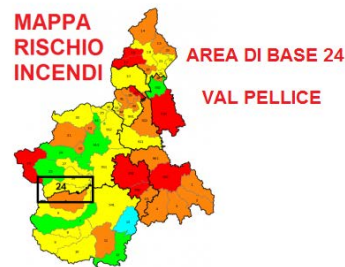 MAPPA
RISCHIO
INCENDI
AREA DI BASE 24
VAL PELLICE
24